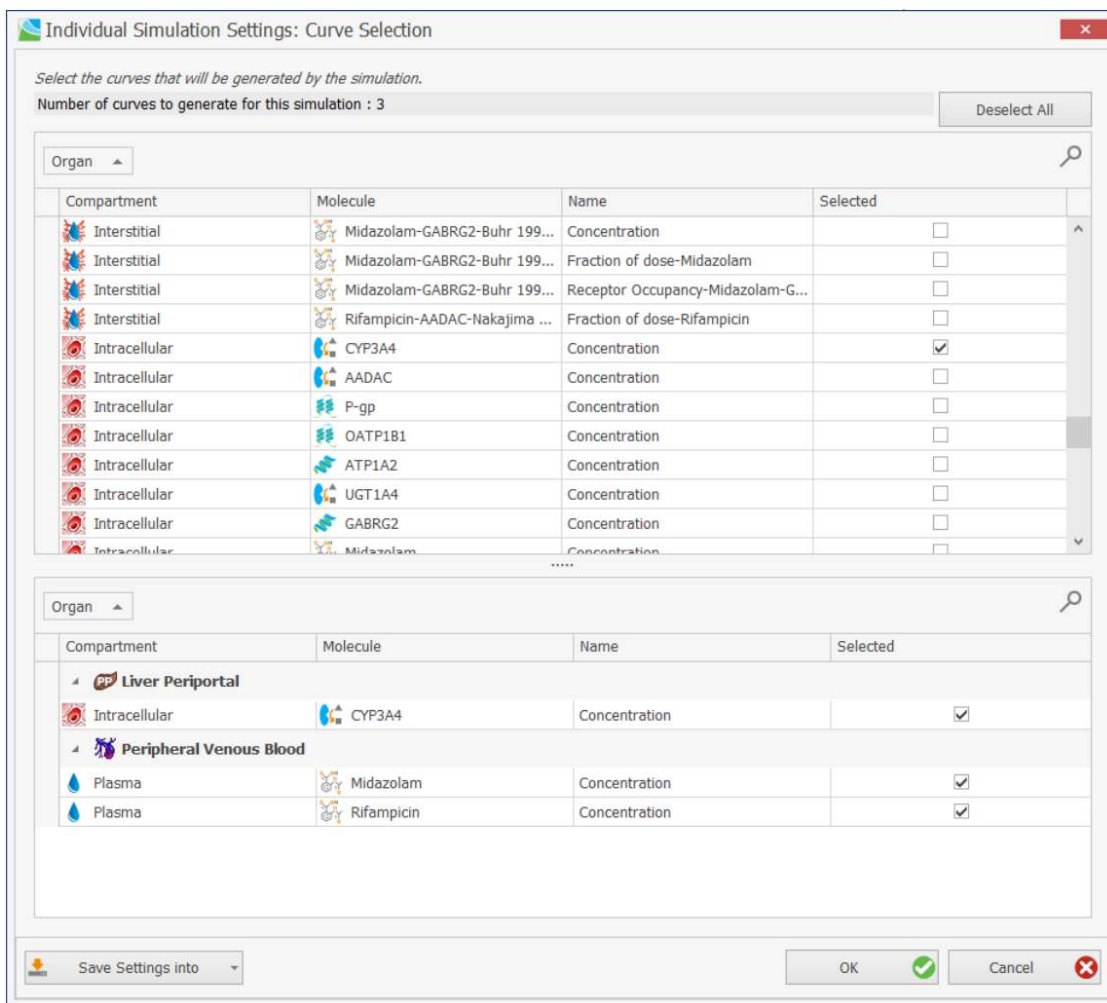 Individual Simulation Settings: Curve Selection
Select the curves that will be generated by the simulation.
Number of curves to generate for this simulation : 3
Deselect All
Organ
Compartment Molecule Name Selected
Interstitial Midazolam-GABRG2-Buhr 199... Concentration
Interstitial Midazolam-GABRG2-Buhr 199... Fraction of dose-Midazolam
Interstitial Midazolam-GABRG2-Buhr 199... Receptor Occupancy-Midazolam-G...
Interstitial Rifampicin-AADAC-Nakajima ... Fraction of dose-Rifampicin
Intracellular CYP3A4 Concentration
Intracellular AADAC Concentration
Intracellular P-gp Concentration
Intracellular OATP1B1 Concentration
Intracellular ATP1A2 Concentration
Intracellular UGT1A4 Concentration
Intracellular GABRG2 Concentration
Intracellular Midazolam Concentration
Organ
Compartment Molecule Name Selected
PP Liver Periportal
Intracellular CYP3A4 Concentration
Peripheral Venous Blood
Plasma Midazolam Concentration
Plasma Rifampicin Concentration
Save Settings into OK Cancel